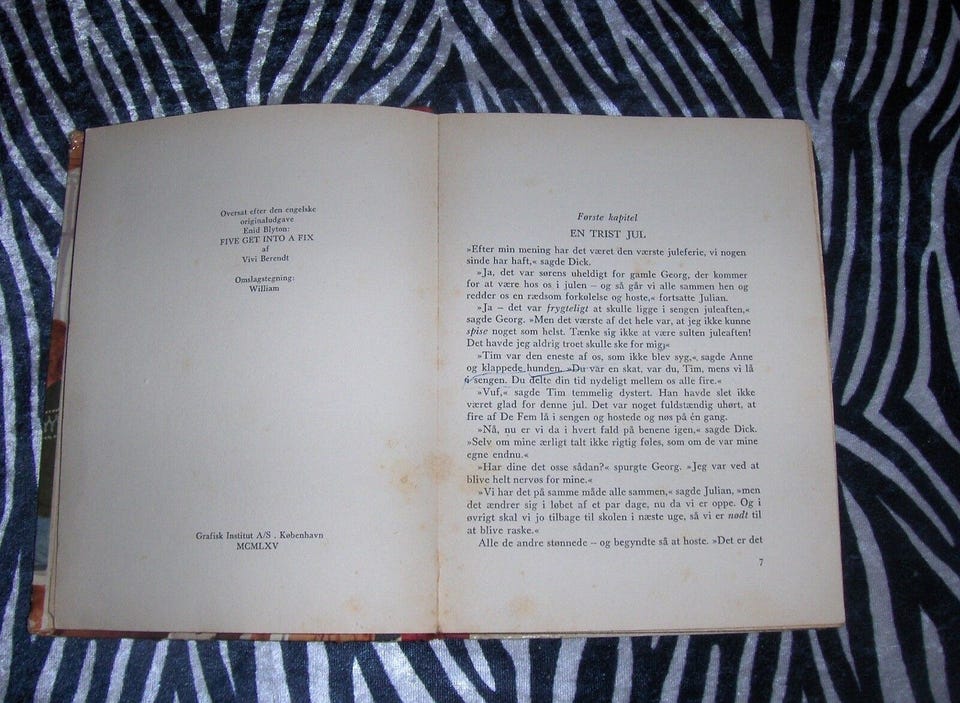 Oversat efter den engelske
originaludgave
Enid Blyton:
FIVE GET INTO A FIX
af
Vivi Berendt
Omslagstegning:
William
Grafisk Institut A/S . København
MCMLXV
Første kapitel
EN TRIST JUL
»Efter min mening har det været den værste juleferie, vi nogen
sinde har haft,« sagde Dick.
»Ja, det var sørens uheldigt for gamle Georg, der kommer
for at være hos os i julen – og så går vi alle sammen hen og
redder os en rædsom forkølelse og hoste,« fortsatte Julian.
»Ja – det var frygteligt at skulle ligge i sengen juleaften,«
sagde Georg. »Men det værste af det hele var, at jeg ikke kunne
spise noget som helst. Tænke sig ikke at være sulten juleaften!
Det havde jeg aldrig troet skulle ske for mig,«
»Tim var den eneste af os, som ikke blev syg,« sagde Anne
og klappede hunden. »Du var en skat, var du, Tim, mens vi lå
i sengen. Du delte din tid nydeligt mellem os alle fire.«
»Vuf,« sagde Tim temmelig dystert. Han havde slet ikke
været glad for denne jul. Det var noget fuldstændig uhørt, at
fire af De Fem lå i sengen og hostede og nøs på én gang.
»Nå, nu er vi da i hvert fald på benene igen,« sagde Dick.
»Selv om mine ærligt talt ikke rigtig føles, som om de var mine
egne endnu.«
»Har dine det osse sådan?« spurgte Georg. »Jeg var ved at
blive helt nervøs for mine.«
»Vi har det på samme måde alle sammen,« sagde Julian, »men
det ændrer sig i løbet af et par dage, nu da vi er oppe. Og i
øvrigt skal vi jo tilbage til skolen i næste uge, så vi er nødt til
at blive raske.«
Alle de andre stønnede – og begyndte så at hoste. »Det er det
7